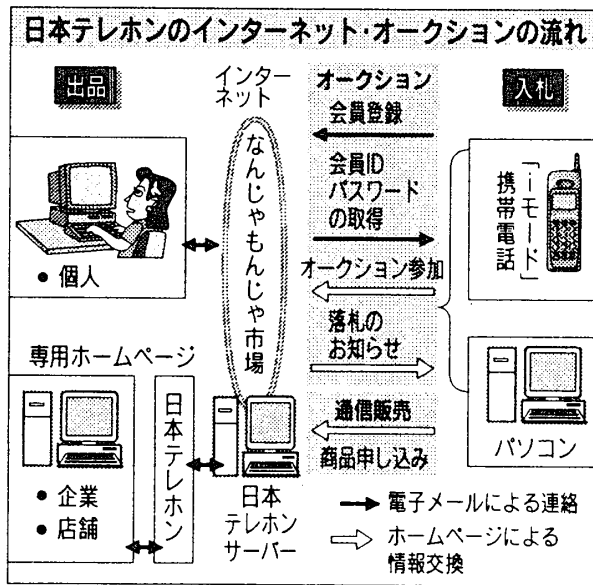 日本テレホンのインターネット・オークションの流れ
出品
インター
ネット
オークション
入札
会員登録
会員ID
パスワード
の取得
オークション参加
落札の
お知らせ
通信販売
商品申し込み
なんじゃもんじゃ市場
● 個人
専用ホームページ
● 企業
● 店舗
日本テレホン
日本
テレホン
サーバー
「iモード」
携帯電話
パソコン
電子メールによる連絡
ホームページによる
情報交換